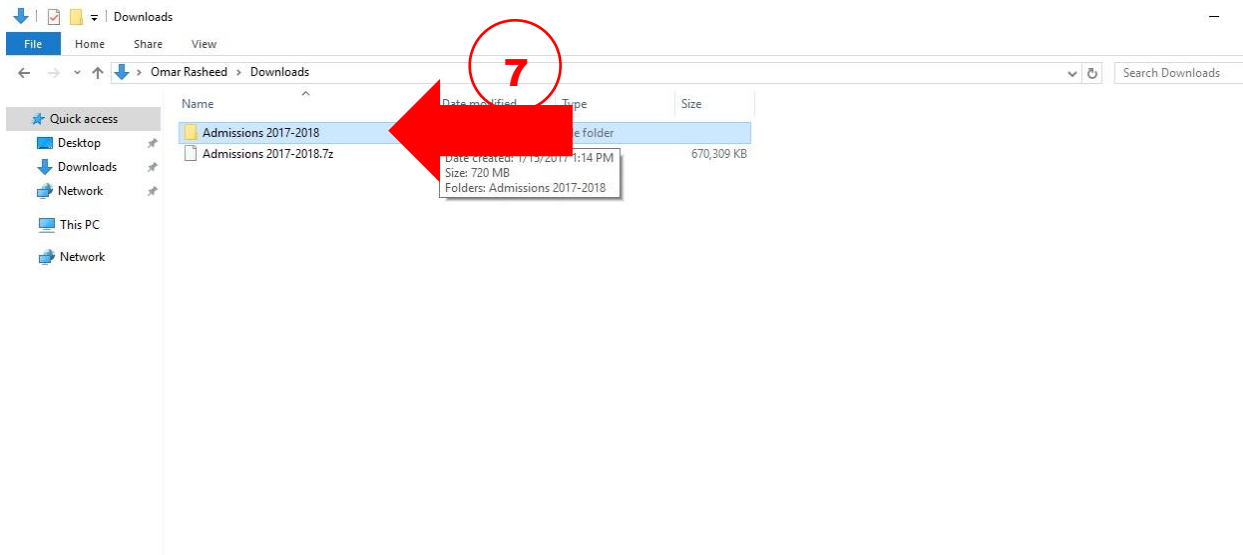 Downloads
File Home Share View
7
Omar Rasheed > Downloads
Search Downloads
Name Date modified Type Size
Quick access
Desktop
Downloads
Network
This PC
Network
Admissions 2017-2018
Admissions 2017-2018.7z 670,309 KB
Date created: 1/15/2017 1:14 PM
Size: 720 MB
Folders: Admissions 2017-2018